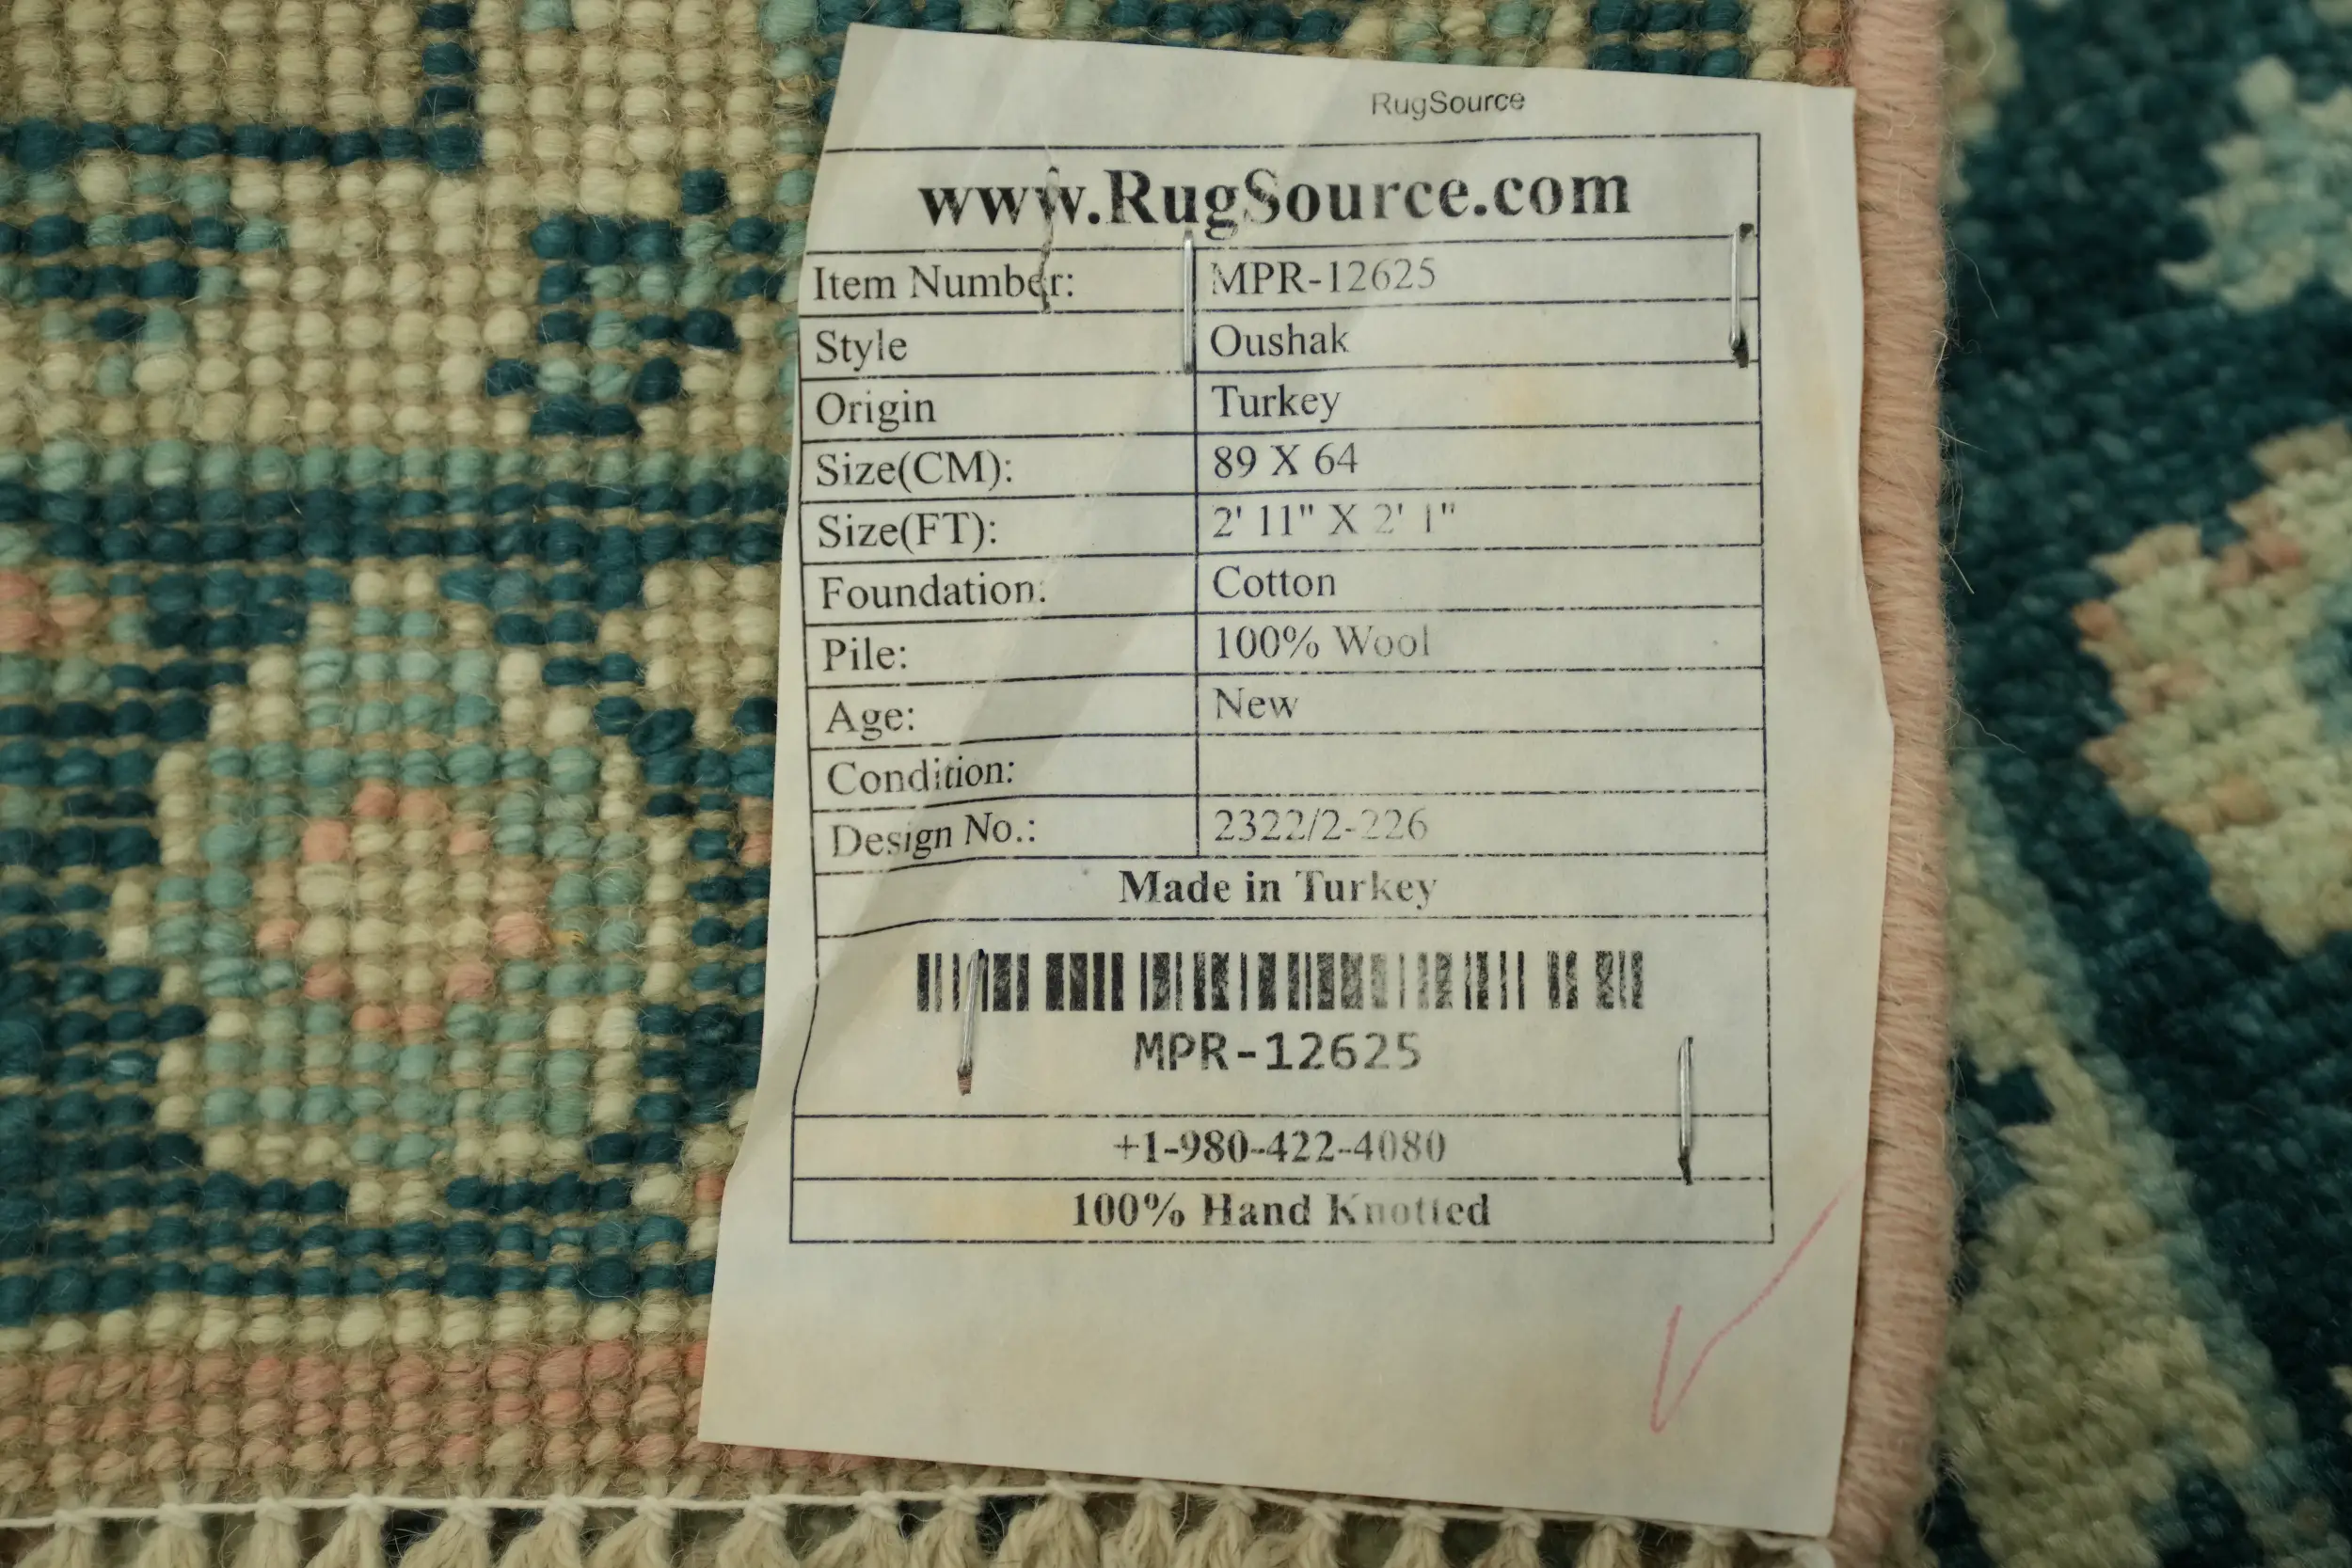 RugSource
www.RugSource.com
Item Number: MPR-12625
Style Oushak
Origin Turkey
Size(CM): 89 X 64
Size(FT): 2' 11" X 2' 1"
Foundation: Cotton
Pile: 100% Wool
Age: New
Condition:
Design No.: 2322/2-226
Made in Turkey
MPR-12625
+1-980-422-4080
100% Hand Knotted